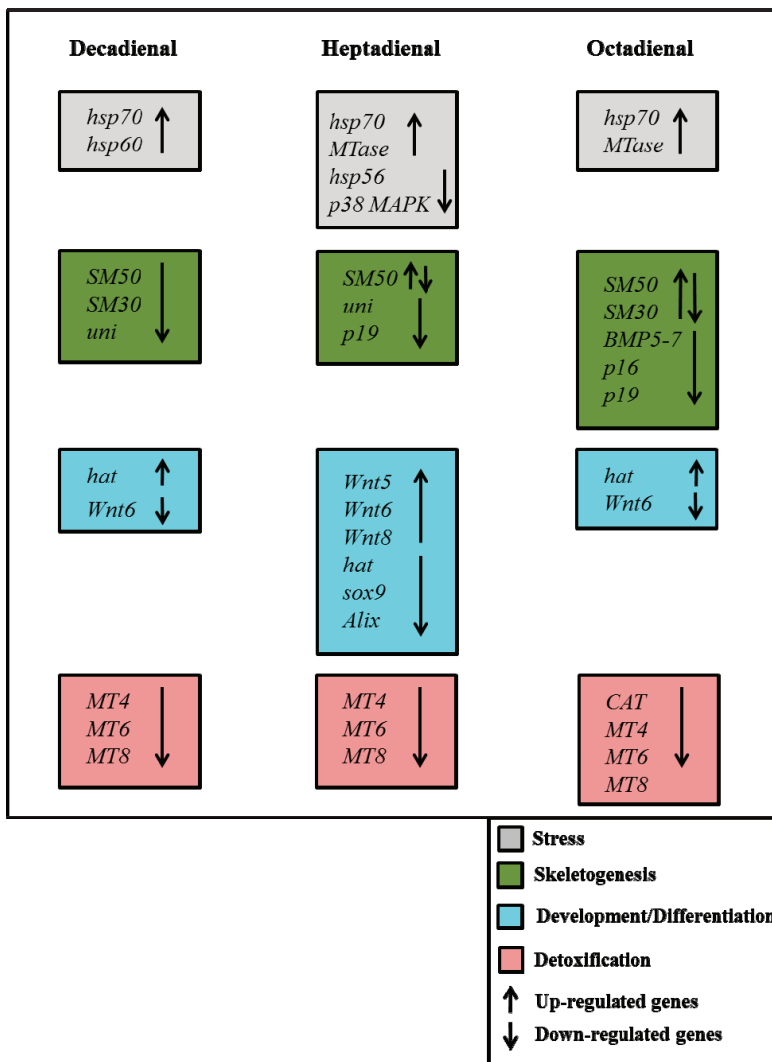 Decadienal Heptadienal Octadienal
hsp70
hsp60
hsp70
MTase
hsp56
p38 MAPK
hsp70
MTase
SM50
SM30
uni
SM50
uni
p19
SM50
SM30
BMP5-7
p16
p19
hat
Wnt6
Wnt5
Wnt6
Wnt8
hat
sox9
Alix
hat
Wnt6
MT4
MT6
MT8
MT4
MT6
MT8
CAT
MT4
MT6
MT8
Stress
Skeletogenesis
Development/Differentiation
Detoxification
Up-regulated genes
Down-regulated genes